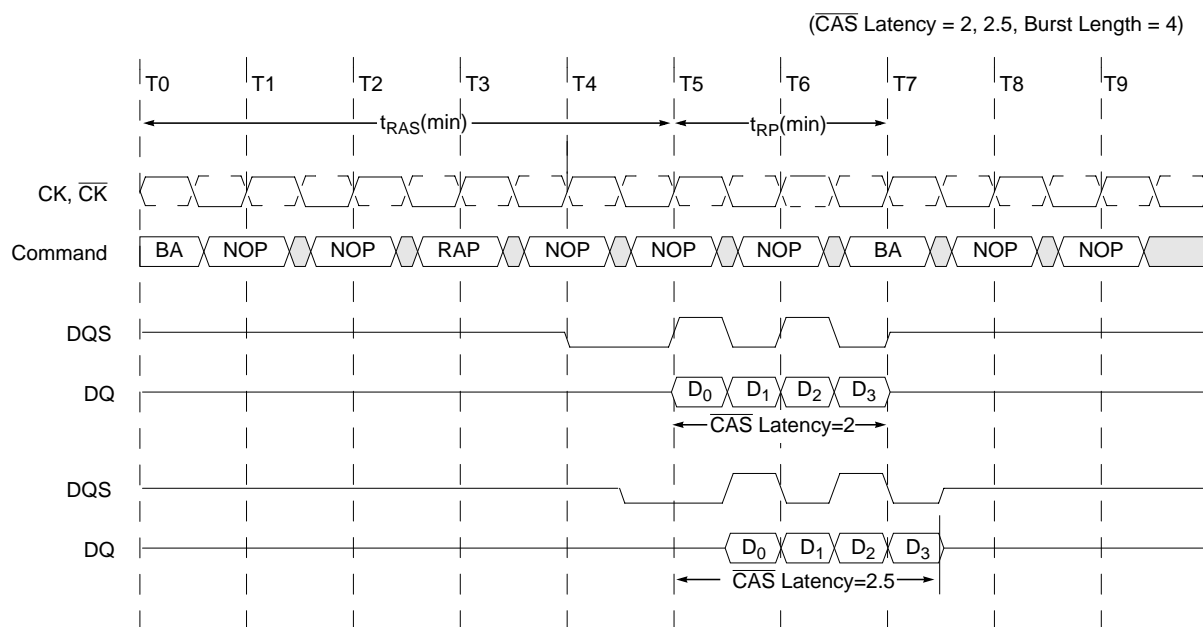 (CAS Latency = 2, 2.5, Burst Length = 4)
T0 T1 T2 T3 T4 T5 T6 T7 T8 T9
tRAS(min) tRP(min)
CK, CK
Command BA NOP NOP RAP NOP NOP NOP BA NOP NOP
DQS
DQ D0 D1 D2 D3
CAS Latency=2
DQS
DQ D0 D1 D2 D3
CAS Latency=2.5